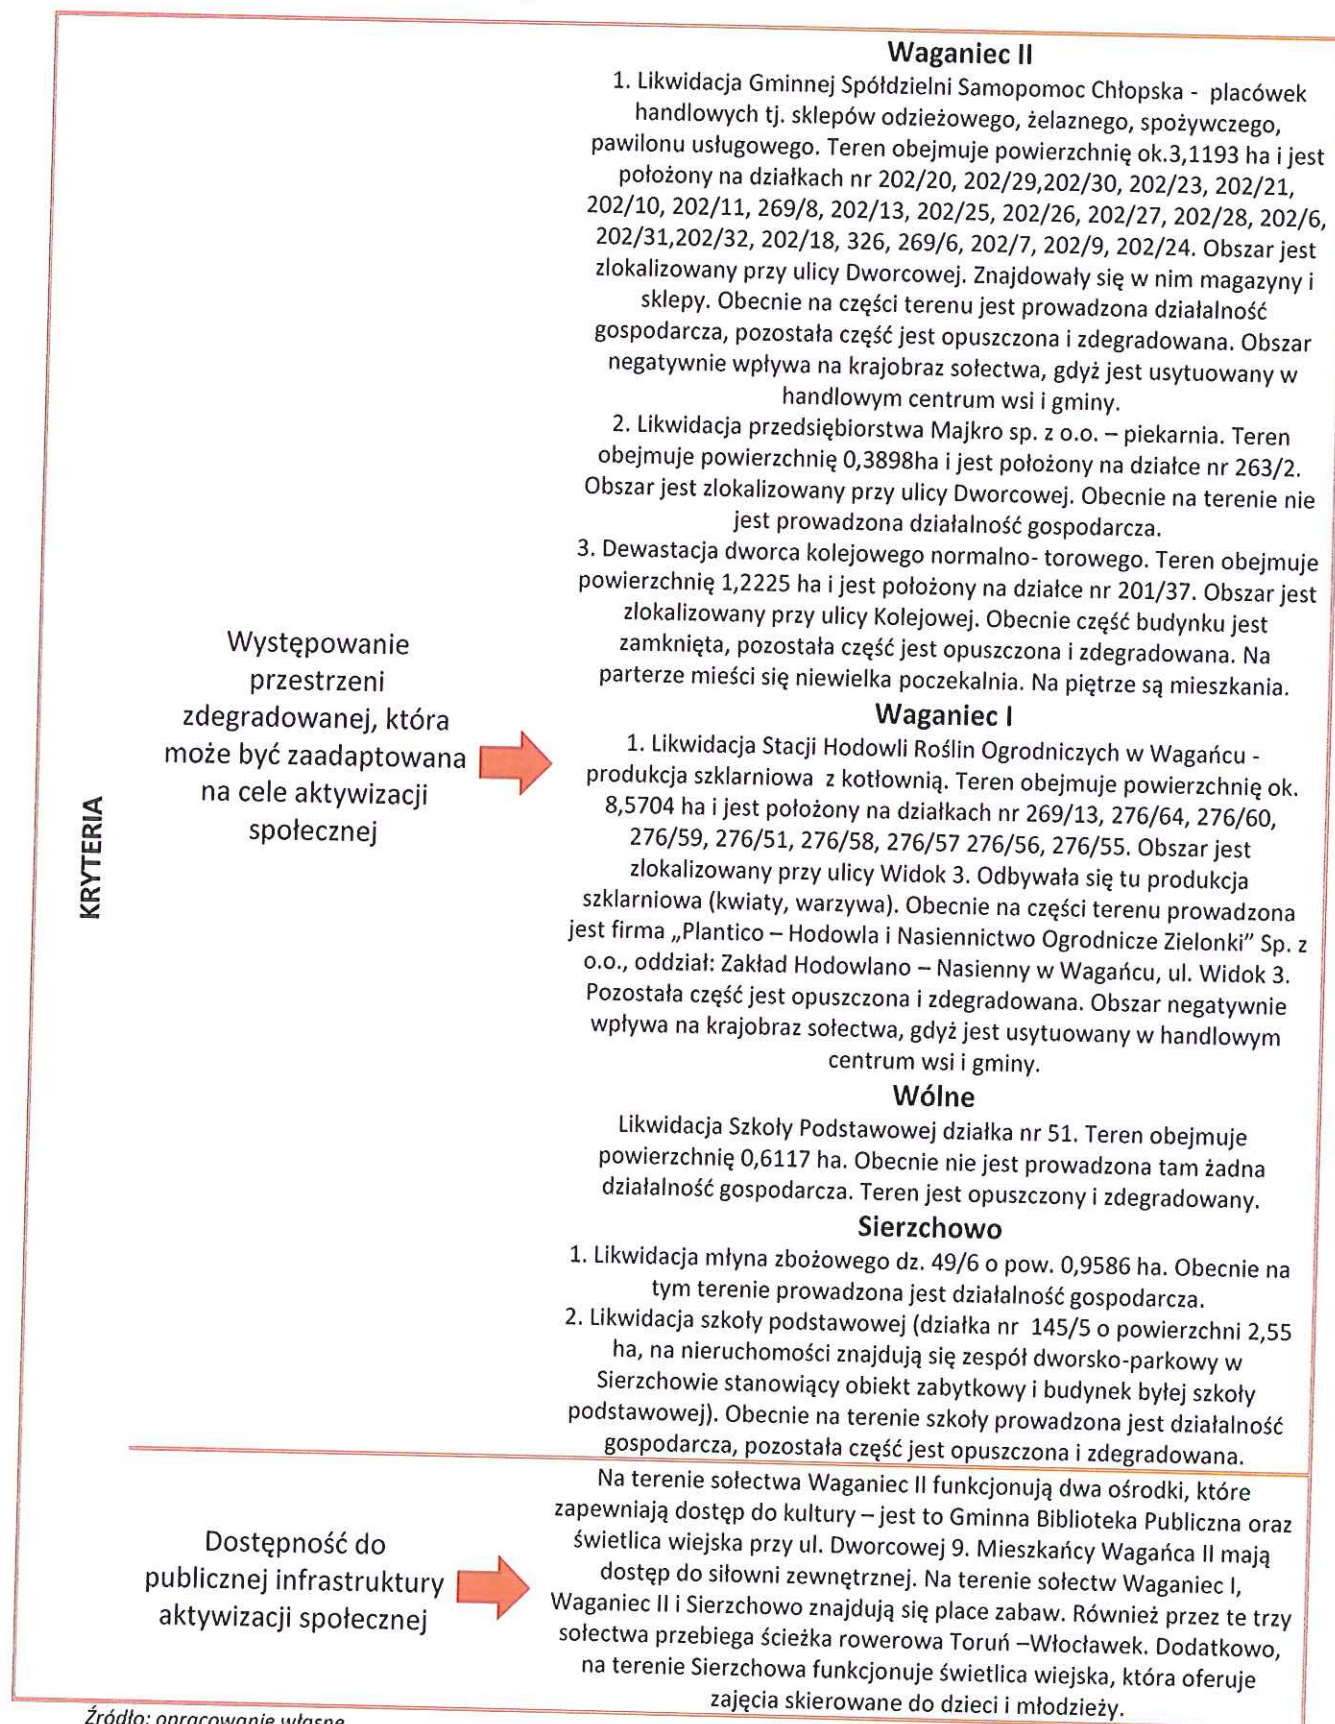 KRYTERIA
Występowanie
przestrzeni
zdegradowanej, która
może być zaadaptowana
na cele aktywizacji
społecznej
Waganiec II
1. Likwidacja Gminnej Spółdzielni Samopomoc Chłopska - placówek
handlowych tj. sklepów odzieżowego, żelaznego, spożywczego,
pawilonu usługowego. Teren obejmuje powierzchnię ok.3,1193 ha i jest
położony na działkach nr 202/20, 202/29,202/30, 202/23, 202/21,
202/10, 202/11, 269/8, 202/13, 202/25, 202/26, 202/27, 202/28, 202/6,
202/31,202/32, 202/18, 326, 269/6, 202/7, 202/9, 202/24. Obszar jest
zlokalizowany przy ulicy Dworcowej. Znajdowały się w nim magazyny i
sklepy. Obecnie na części terenu jest prowadzona działalność
gospodarcza, pozostała część jest opuszczona i zdegradowana. Obszar
negatywnie wpływa na krajobraz sołectwa, gdyż jest usytuowany w
handlowym centrum wsi i gminy.
2. Likwidacja przedsiębiorstwa Majkro sp. z o.o. – piekarnia. Teren
obejmuje powierzchnię 0,3898ha i jest położony na działce nr 263/2.
Obszar jest zlokalizowany przy ulicy Dworcowej. Obecnie na terenie nie
jest prowadzona działalność gospodarcza.
3. Dewastacja dworca kolejowego normalno- torowego. Teren obejmuje
powierzchnię 1,2225 ha i jest położony na działce nr 201/37. Obszar jest
zlokalizowany przy ulicy Kolejowej. Obecnie część budynku jest
zamknięta, pozostała część jest opuszczona i zdegradowana. Na
parterze mieści się niewielka poczekalnia. Na piętrze są mieszkania.
Waganiec I
1. Likwidacja Stacji Hodowli Roślin Ogrodniczych w Wagańcu -
produkcja szklarniowa z kotłownią. Teren obejmuje powierzchnię ok.
8,5704 ha i jest położony na działkach nr 269/13, 276/64, 276/60,
276/59, 276/51, 276/58, 276/57 276/56, 276/55. Obszar jest
zlokalizowany przy ulicy Widok 3. Odbywała się tu produkcja
szklarniowa (kwiaty, warzywa). Obecnie na części terenu prowadzona
jest firma „Plantico – Hodowla i Nasiennictwo Ogrodnicze Zielonki” Sp. z
o.o., oddział: Zakład Hodowlano – Nasienny w Wagańcu, ul. Widok 3.
Pozostała część jest opuszczona i zdegradowana. Obszar negatywnie
wpływa na krajobraz sołectwa, gdyż jest usytuowany w handlowym
centrum wsi i gminy.
Wólne
Likwidacja Szkoły Podstawowej działka nr 51. Teren obejmuje
powierzchnię 0,6117 ha. Obecnie nie jest prowadzona tam żadna
działalność gospodarcza. Teren jest opuszczony i zdegradowany.
Sierzchowo
1. Likwidacja młyna zbożowego dz. 49/6 o pow. 0,9586 ha. Obecnie na
tym terenie prowadzona jest działalność gospodarcza.
2. Likwidacja szkoły podstawowej (działka nr 145/5 o powierzchni 2,55
ha, na nieruchomości znajdują się zespół dworsko-parkowy w
Sierzchowie stanowiący obiekt zabytkowy i budynek byłej szkoły
podstawowej). Obecnie na terenie szkoły prowadzona jest działalność
gospodarcza, pozostała część jest opuszczona i zdegradowana.
Dostępność do
publicznej infrastruktury
aktywizacji społecznej
Na terenie sołectwa Waganiec II funkcjonują dwa ośrodki, które
zapewniają dostęp do kultury – jest to Gminna Biblioteka Publiczna oraz
świetlica wiejska przy ul. Dworcowej 9. Mieszkańcy Wagańca II mają
dostęp do siłowni zewnętrznej. Na terenie sołectw Waganiec I,
Waganiec II i Sierzchowo znajdują się place zabaw. Również przez te trzy
sołectwa przebiega ścieżka rowerowa Toruń –Włocławek. Dodatkowo,
na terenie Sierzchowa funkcjonuje świetlica wiejska, która oferuje
zajęcia skierowane do dzieci i młodzieży.
Źródło: opracowanie własne